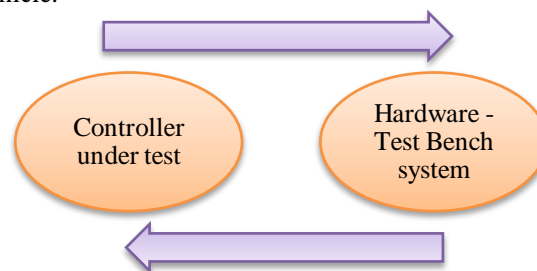 Controller
under test
Hardware -
Test Bench
system